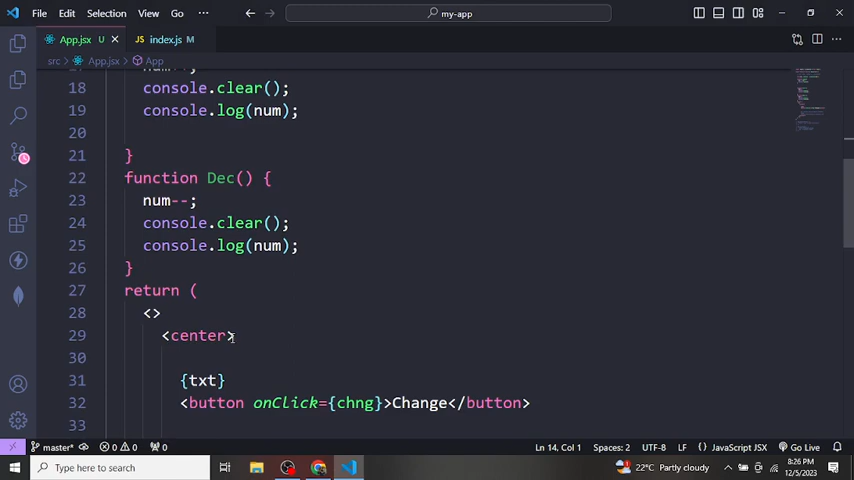 File Edit Selection View Go ··· my-app
App.jsx U × index.js M
src > App.jsx > App
18 console.clear();
19 console.log(num);
20
21 }
22 function Dec() {
23 num--;
24 console.clear();
25 console.log(num);
26 }
27 return (
28 <>
29 <center>
30
31 {txt}
32 <button onClick={chng}>Change</button>
33
master* 0 0 0 Ln 14, Col 1 Spaces: 2 UTF-8 LF {} JavaScript JSX Go Live
Type here to search 22°C Partly cloudy 8:26 PM
12/5/2023